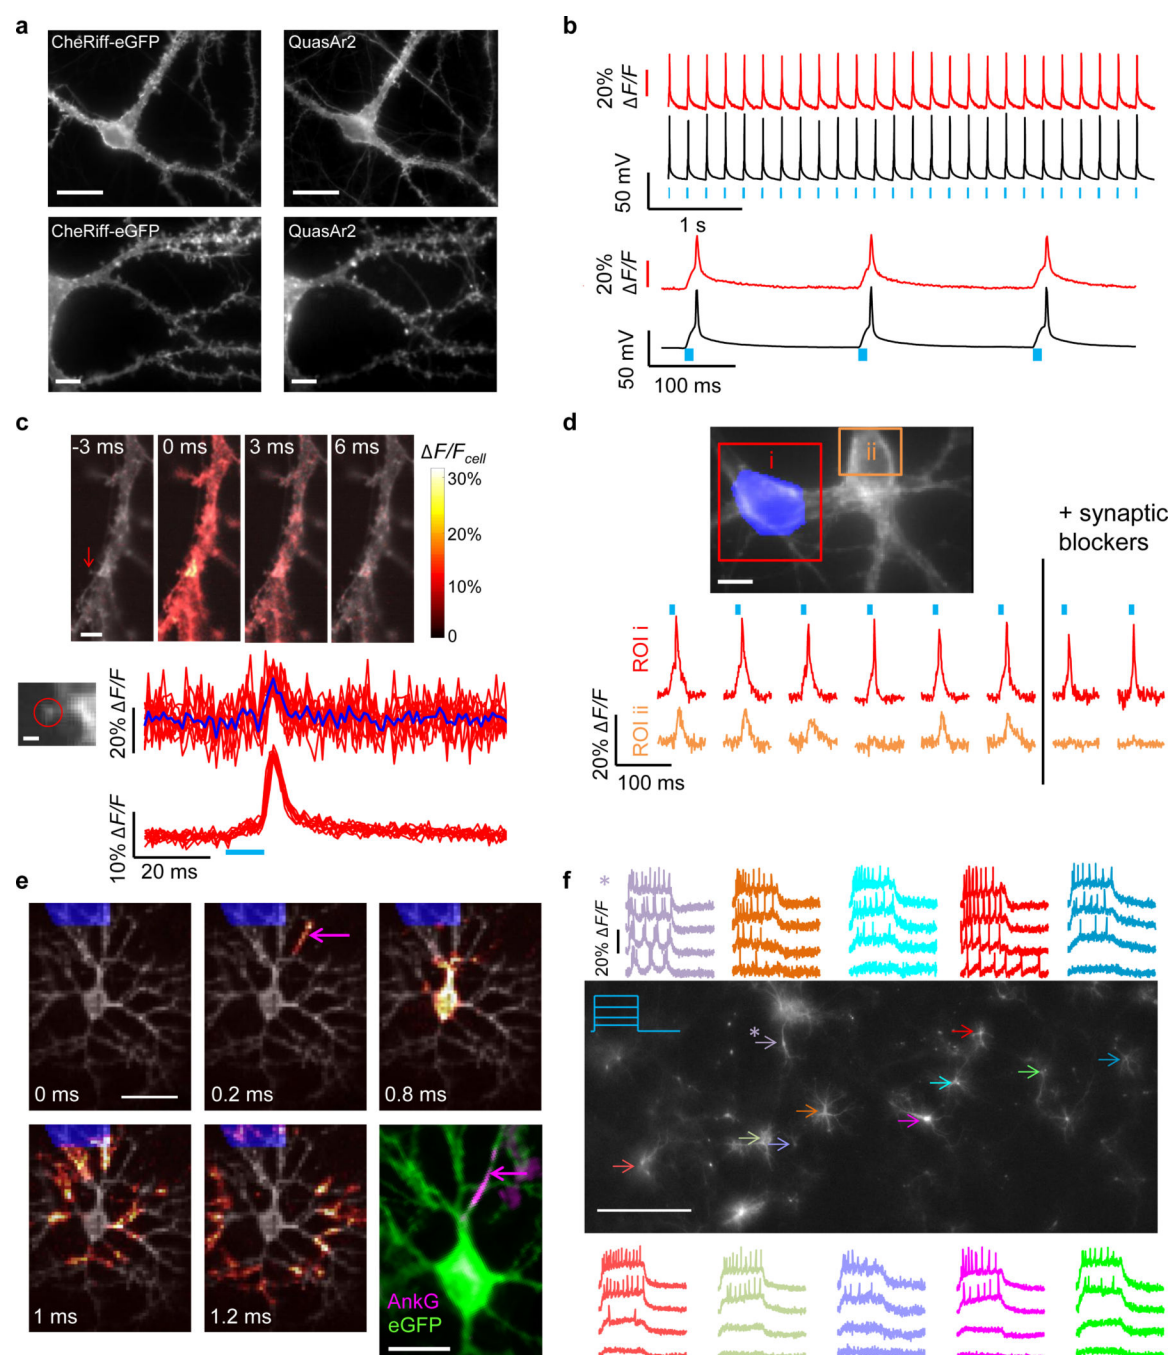 a
CheRiff-eGFP
QuasAr2
CheRiff-eGFP
QuasAr2
b
20%
ΔF/F
50 mV
1 s
20%
ΔF/F
50 mV
100 ms
c
-3 ms
0 ms
3 ms
6 ms
ΔF/Fcell
30%
20%
10%
0
20% ΔF/F
10% ΔF/F
20 ms
d
i
ii
+ synaptic
blockers
ROI i
ROI ii
20% ΔF/F
100 ms
e
0 ms
0.2 ms
0.8 ms
1 ms
1.2 ms
AnkG
eGFP
f
*
20% ΔF/F
*